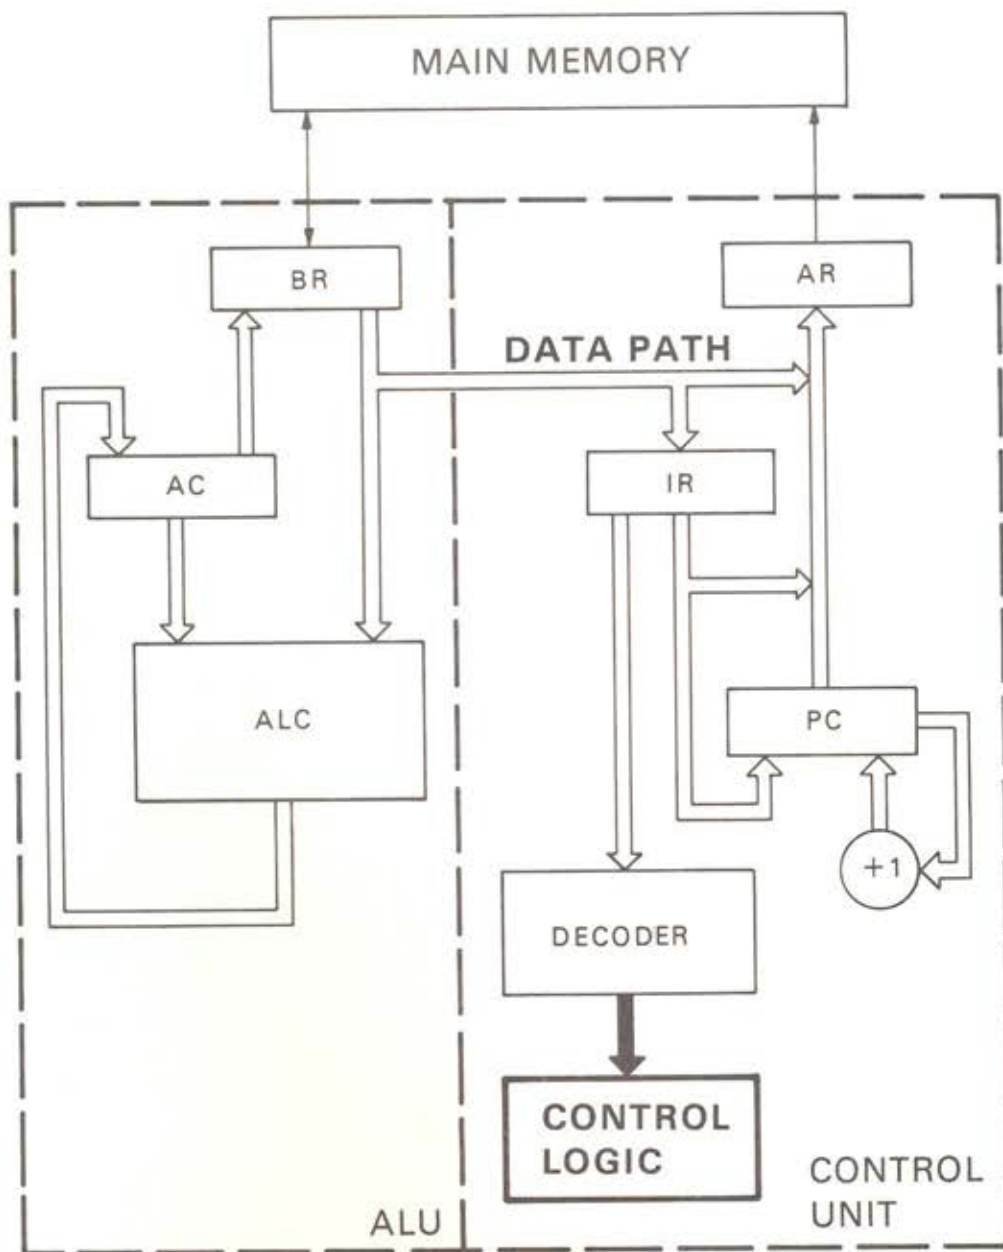 MAIN MEMORY
BR
AR
DATA PATH
AC
IR
ALC
PC
+1
DECODER
CONTROL
LOGIC
ALU
CONTROL
UNIT